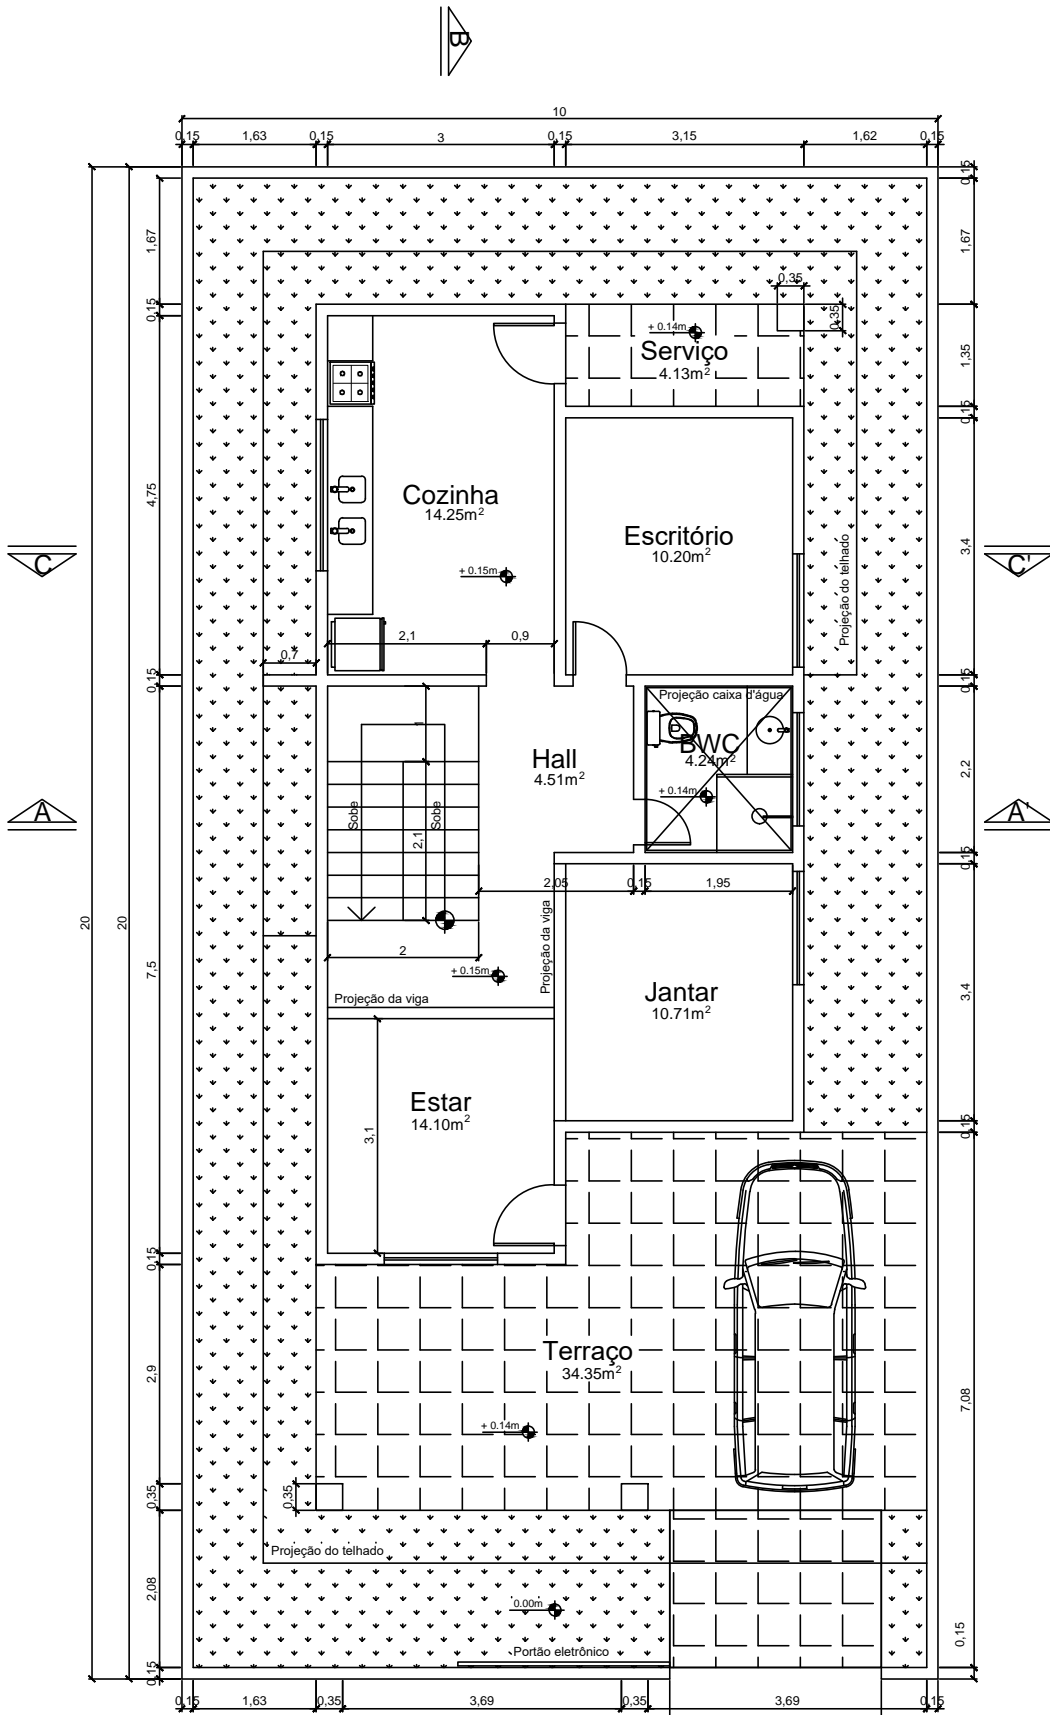 B
10
0,15
1,63
0,15
3
0,15
3,15
1,62
0,15
0,15
1,67
1,67
0,35
0,35
0,15
+ 0.14m
Serviço
4.13m²
1,35
0,15
4,75
Cozinha
14.25m²
Escritório
10.20m²
3,4
Projeção do telhado
C
C'
+ 0.15m
2,1
0,9
0,7
0,15
0,15
Projeção caixa d'água
1
BWC
4.24m²
Hall
4.51m²
2,2
+ 0.14m
A
A'
Sobe
Sobe
2,1
0,15
2,05
0,15
1,95
20
20
7,5
2
+ 0.15m
Projeção da viga
Projeção da viga
Jantar
10.71m²
3,4
Estar
14.10m²
3,1
0,15
0,15
Terraço
34.35m²
2,9
7,08
+ 0.14m
0,35
0,35
Projeção do telhado
2,08
0.00m
0,15
Portão eletrônico
0,15
0,15
1,63
0,35
3,69
0,35
3,69
0,15